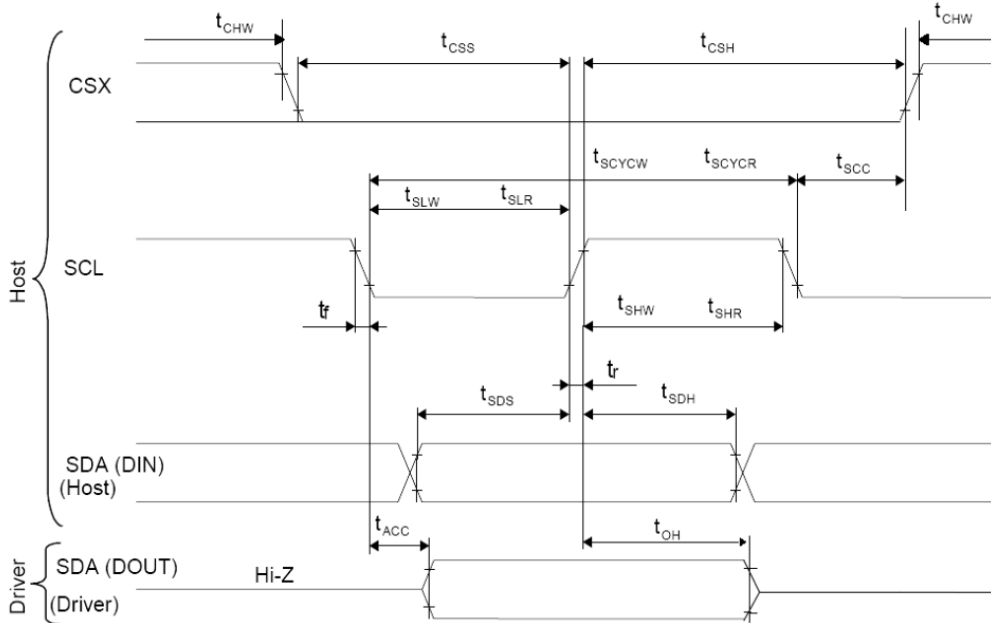 tCHW
tCHW
tCSS
tCSH
CSX
tSCYCW
tSCYCR
tSCC
tSLW
tSLR
Host
SCL
tf
tSHW
tSHR
tr
tSDS
tSDH
SDA (DIN)
(Host)
tACC
tOH
Driver
SDA (DOUT)
Hi-Z
(Driver)